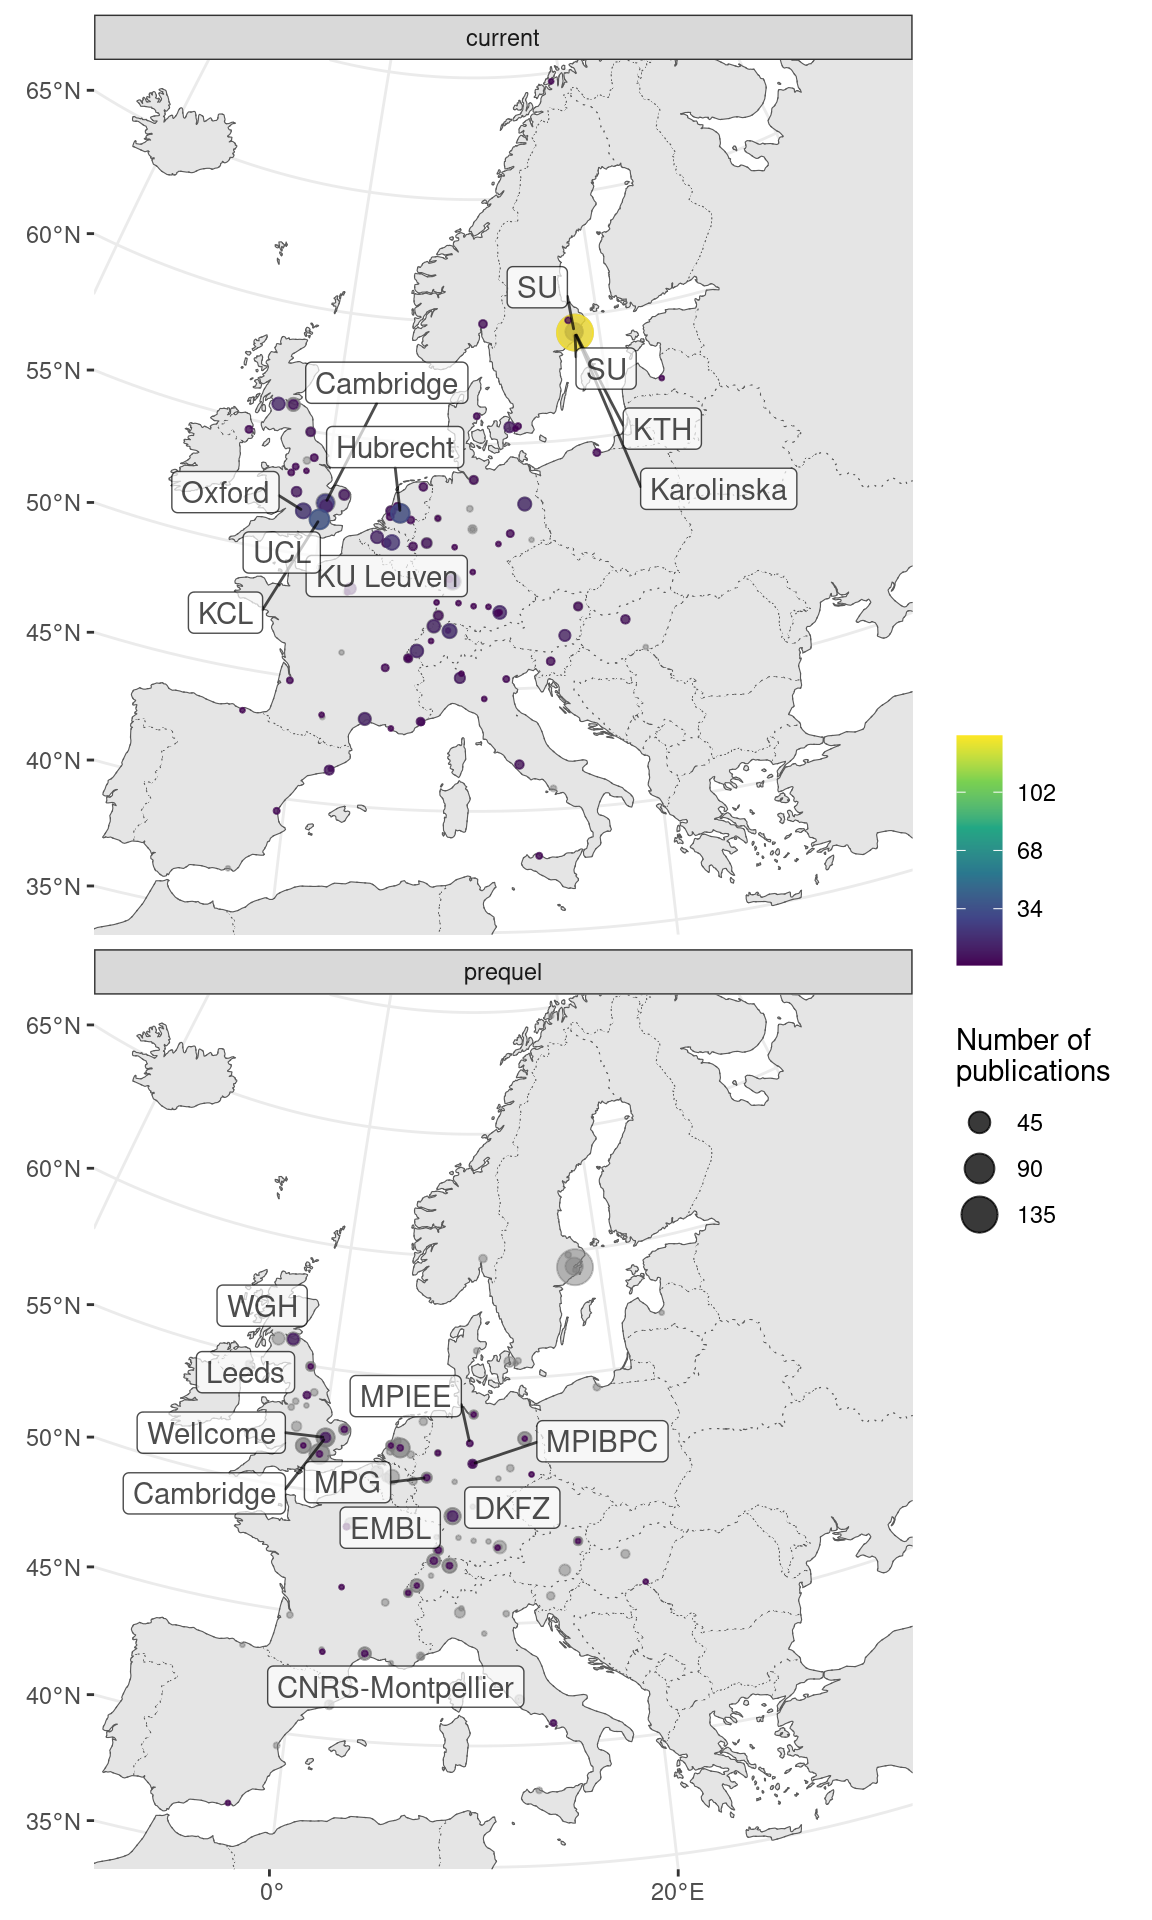 current
65°N
60°N
55°N
50°N
45°N
40°N
35°N
SU
SU
Cambridge
KTH
Hubrecht
Karolinska
Oxford
UCL
KU Leuven
KCL
102
68
34
Number of
publications
45
90
135
prequel
65°N
60°N
55°N
50°N
45°N
40°N
35°N
WGH
Leeds
MPIEE
Wellcome
MPIBPC
MPG
Cambridge
DKFZ
EMBL
CNRS-Montpellier
0°
20°E